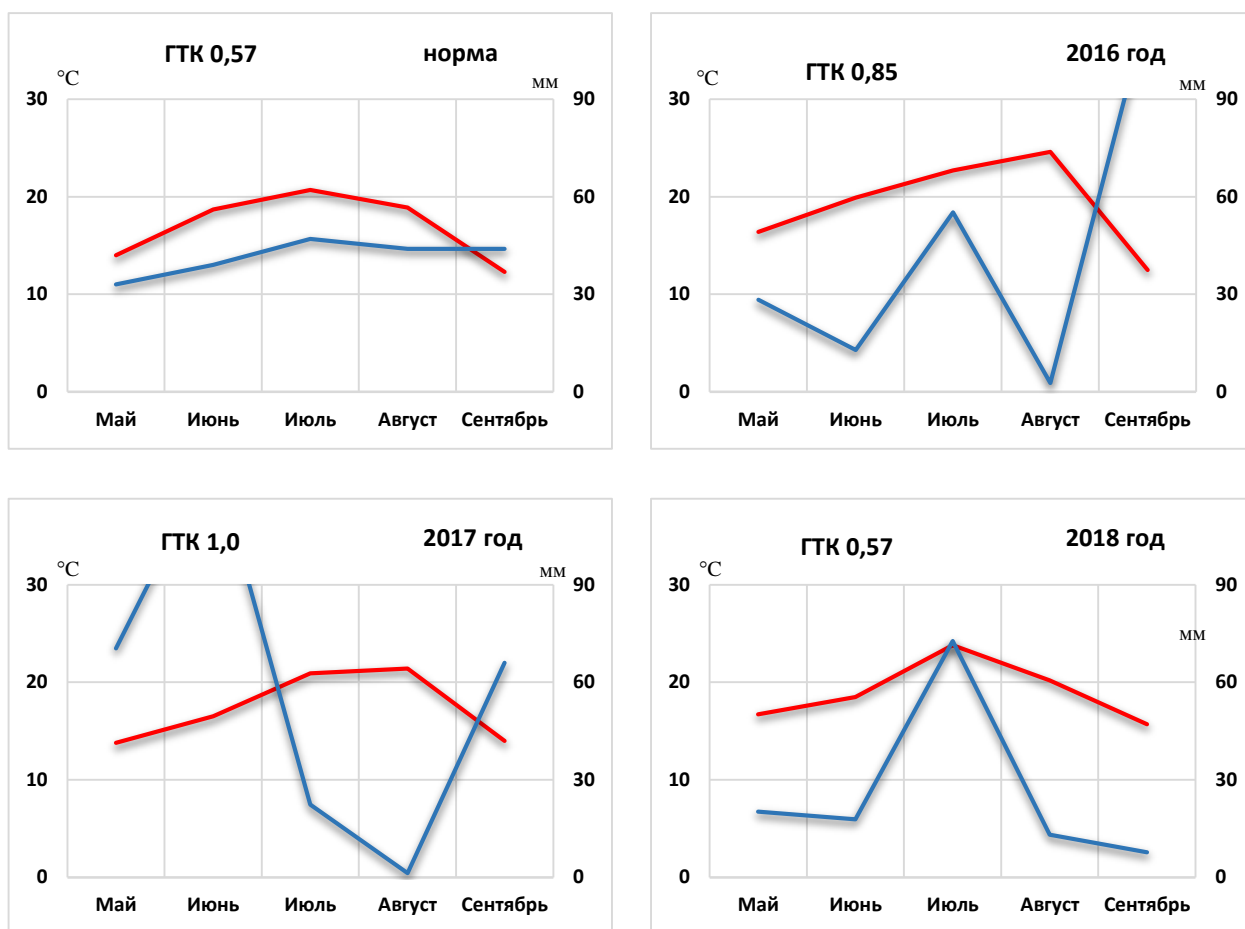 ГТК 0,57 норма
°С мм
30 90
20 60
10 30
0 0
Май Июнь Июль Август Сентябрь
2016 год
ГТК 0,85
°С мм
30 90
20 60
10 30
0 0
Май Июнь Июль Август Сентябрь
ГТК 1,0 2017 год
°С мм
30 90
20 60
10 30
0 0
Май Июнь Июль Август Сентябрь
ГТК 0,57 2018 год
°С
30 90
мм
20 60
10 30
0 0
Май Июнь Июль Август Сентябрь